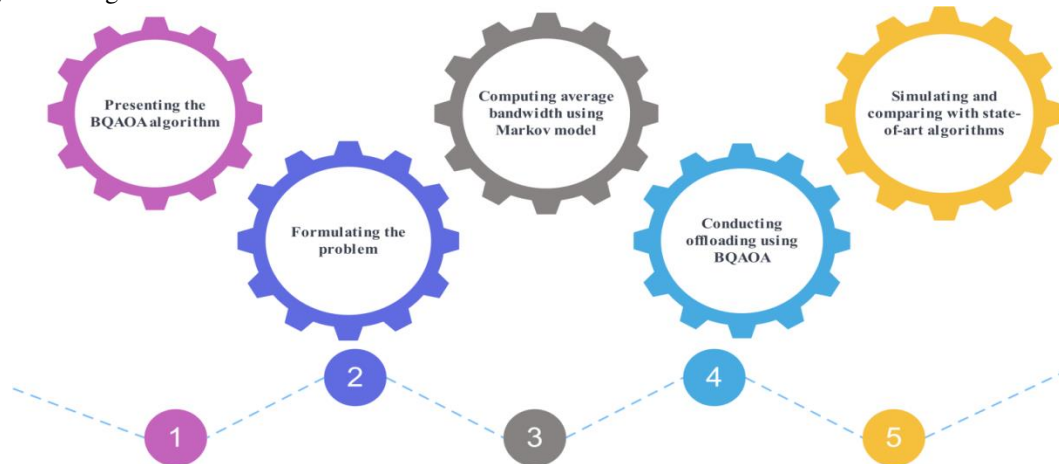 Presenting the
BQAOA algorithm
Formulating the
problem
Computing average
bandwidth using
Markov model
Conducting
offloading using
BQAOA
Simulating and
comparing with state-
of-art algorithms
1
2
3
4
5